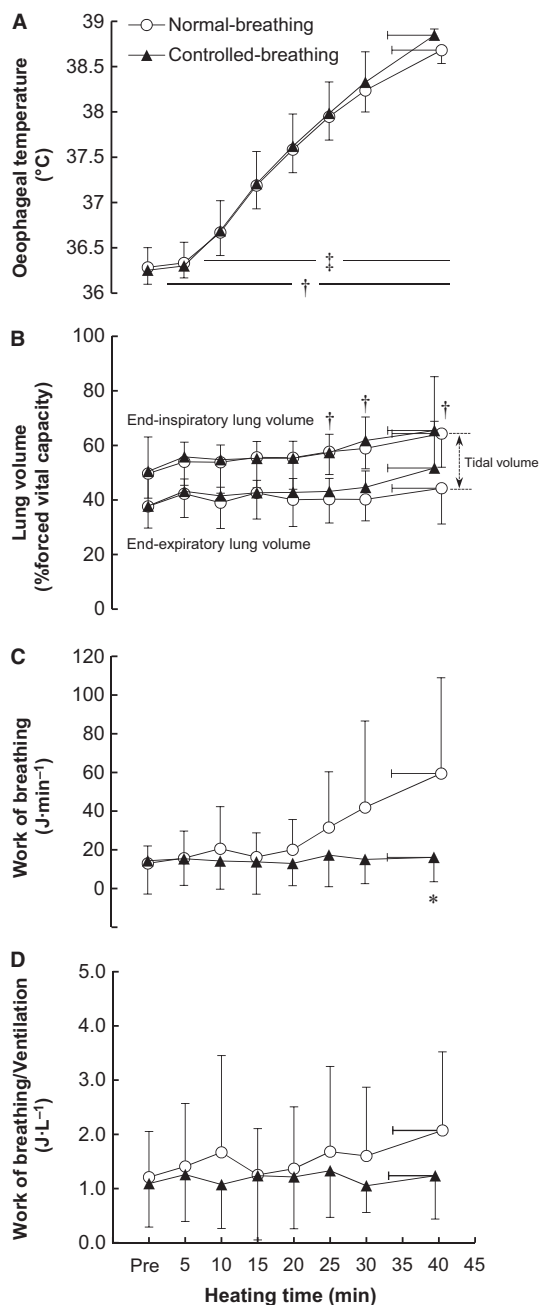 A
Normal-breathing
Controlled-breathing
Oeophageal temperature
(°C)
39
38.5
38
37.5
37
36.5
36
‡
†
B
Lung volume
(%forced vital capacity)
100
80
60
40
20
0
End-inspiratory lung volume
† † †
Tidal volume
End-expiratory lung volume
C
Work of breathing
(J·min⁻¹)
120
100
80
60
40
20
0
*
D
Work of breathing/Ventilation
(J·L⁻¹)
5.0
4.0
3.0
2.0
1.0
0.0
Pre 5 10 15 20 25 30 35 40 45
Heating time (min)